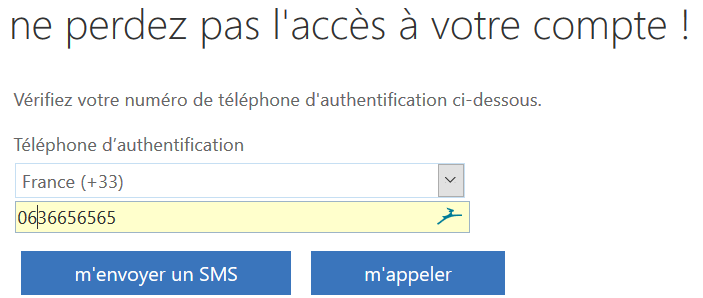 ne perdez pas l'accès à votre compte !
Vérifiez votre numéro de téléphone d'authentification ci-dessous.
Téléphone d’authentification
France (+33)
0636656565
m'envoyer un SMS
m'appeler